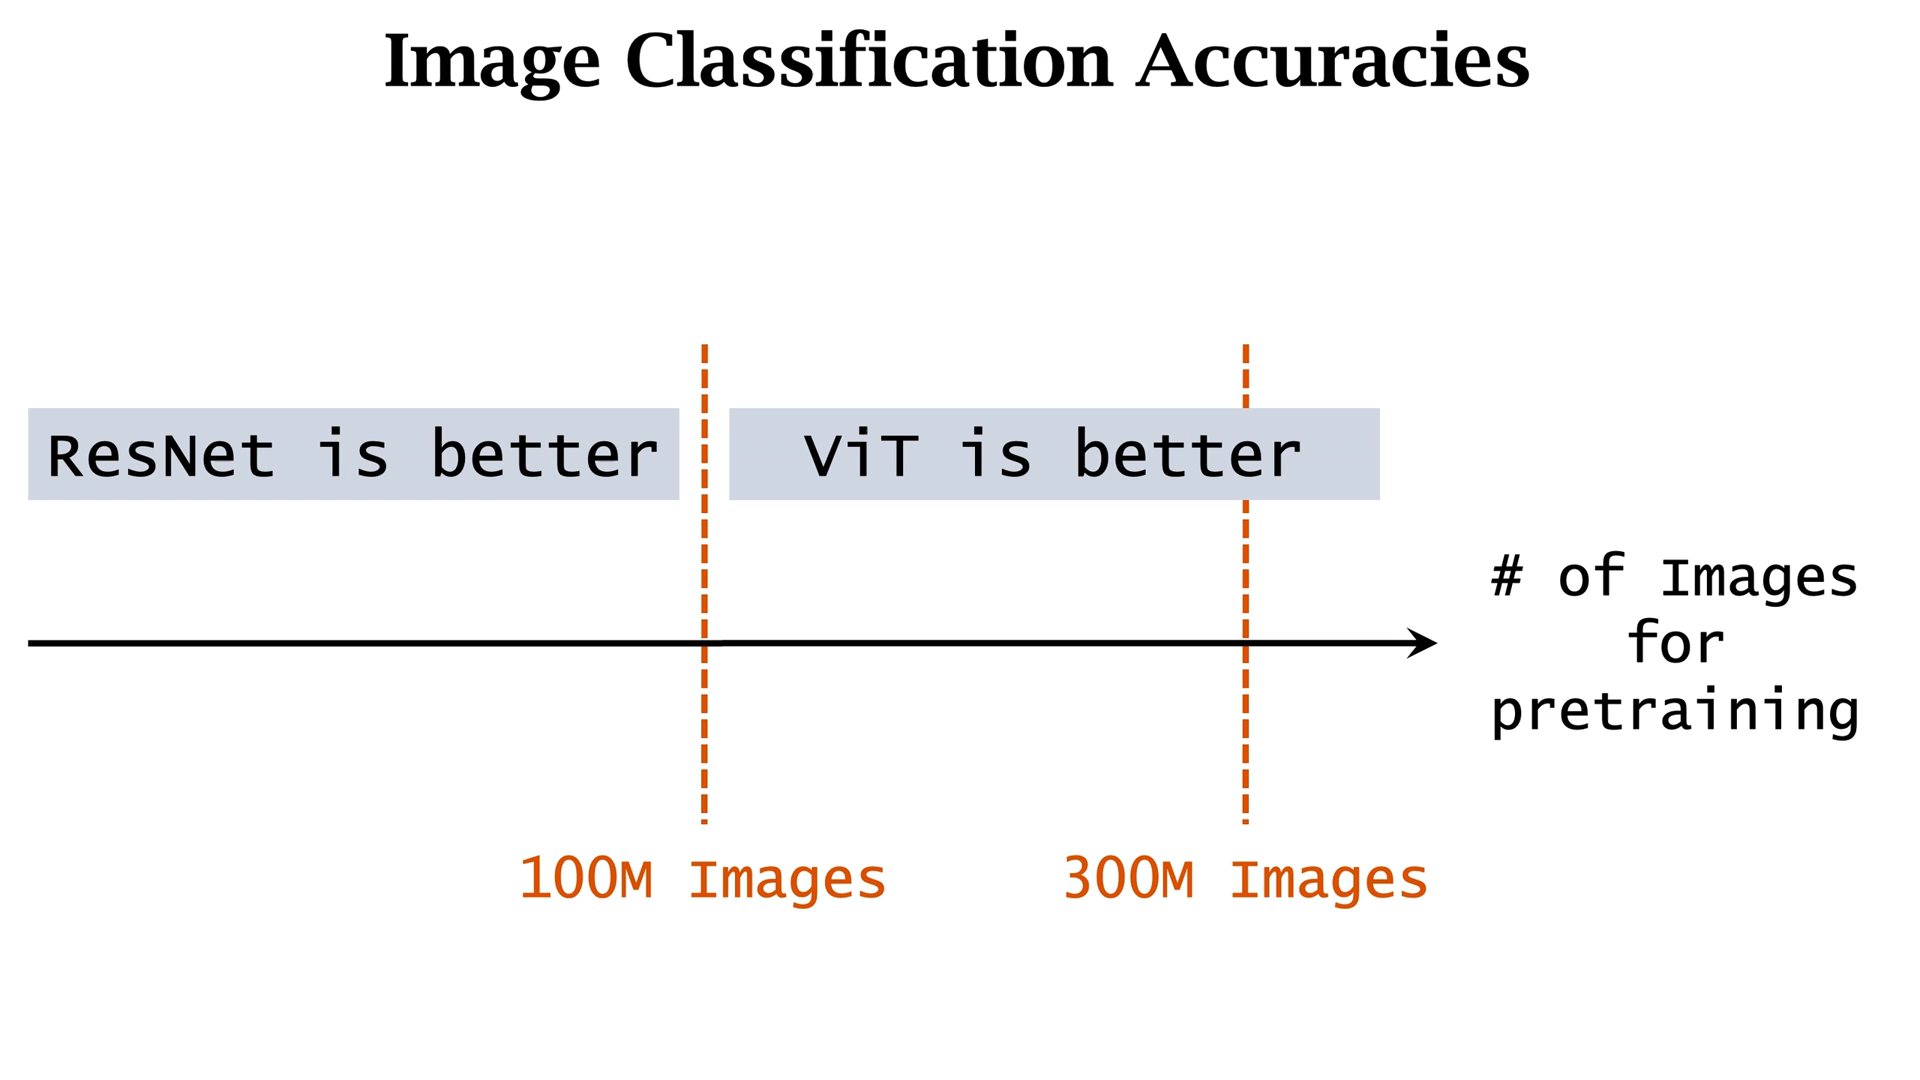 Image Classification Accuracies
ResNet is better
ViT is better
# of Images
for
pretraining
100M Images
300M Images